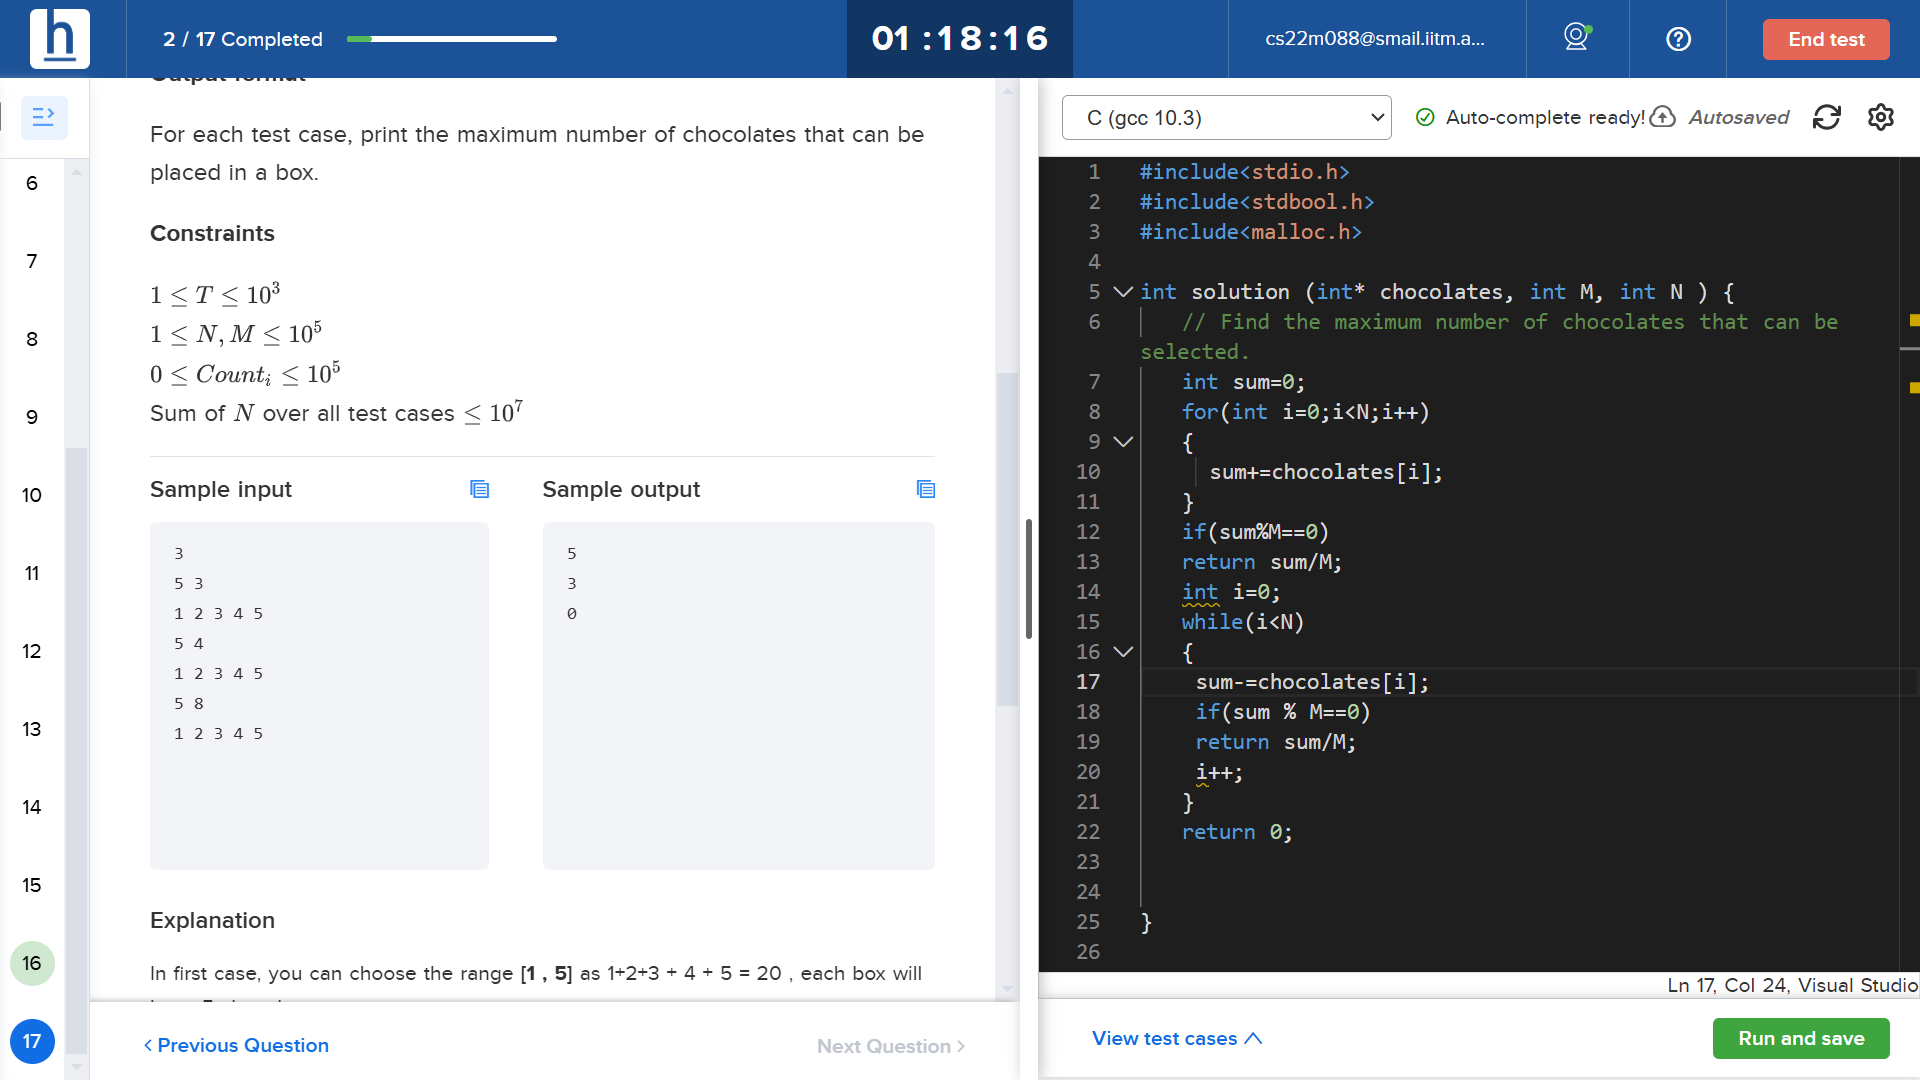 h
2 / 17 Completed
01 :18:16
cs22m088@smail.iitm.a...
End test
Output format
For each test case, print the maximum number of chocolates that can be
placed in a box.
Constraints
1 ≤ T ≤ 10^3
1 ≤ N, M ≤ 10^5
0 ≤ Count_i ≤ 10^5
Sum of N over all test cases ≤ 10^7
Sample input
3
5 3
1 2 3 4 5
5 4
1 2 3 4 5
5 8
1 2 3 4 5
Sample output
5
3
0
Explanation
In first case, you can choose the range [1 , 5] as 1+2+3 + 4 + 5 = 20 , each box will
6
7
8
9
10
11
12
13
14
15
16
17
Previous Question
Next Question
C (gcc 10.3)
Auto-complete ready!
Autosaved
1 #include<stdio.h>
2 #include<stdbool.h>
3 #include<malloc.h>
4
5 int solution (int* chocolates, int M, int N ) {
6 // Find the maximum number of chocolates that can be
selected.
7 int sum=0;
8 for(int i=0;i<N;i++)
9 {
10 sum+=chocolates[i];
11 }
12 if(sum%M==0)
13 return sum/M;
14 int i=0;
15 while(i<N)
16 {
17 sum-=chocolates[i];
18 if(sum % M==0)
19 return sum/M;
20 i++;
21 }
22 return 0;
23
24
25 }
26
Ln 17, Col 24, Visual Studio
View test cases
Run and save